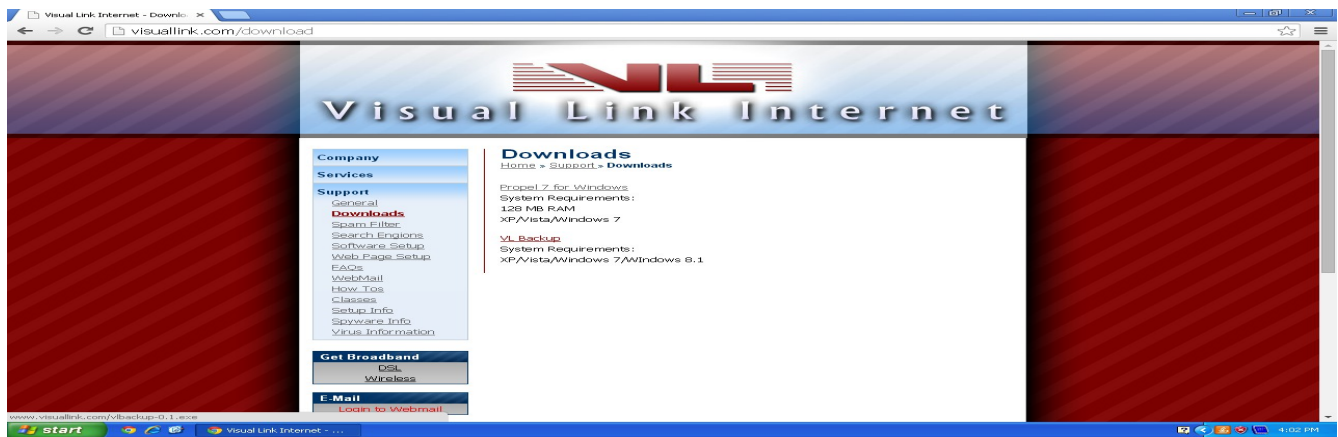 Visual Link Internet - Downlo
visuallink.com/download
VLI
Visual Link Internet
Company
Services
Support
General
Downloads
Spam Filter
Search Engions
Software Setup
Web Page Setup
FAQs
WebMail
How Tos
Classes
Setup Info
Spyware Info
Virus Information
Get Broadband
DSL
Wireless
E-Mail
Login to Webmail
Downloads
Home » Support » Downloads
Propel 7 for Windows
System Requirements:
128 MB RAM
XP/Vista/Windows 7
VL Backup
System Requirements:
XP/Vista/Windows 7/WIndows 8.1
www.visuallink.com/vlbackup-0.1.exe
start
Visual Link Internet - ...
4:02 PM